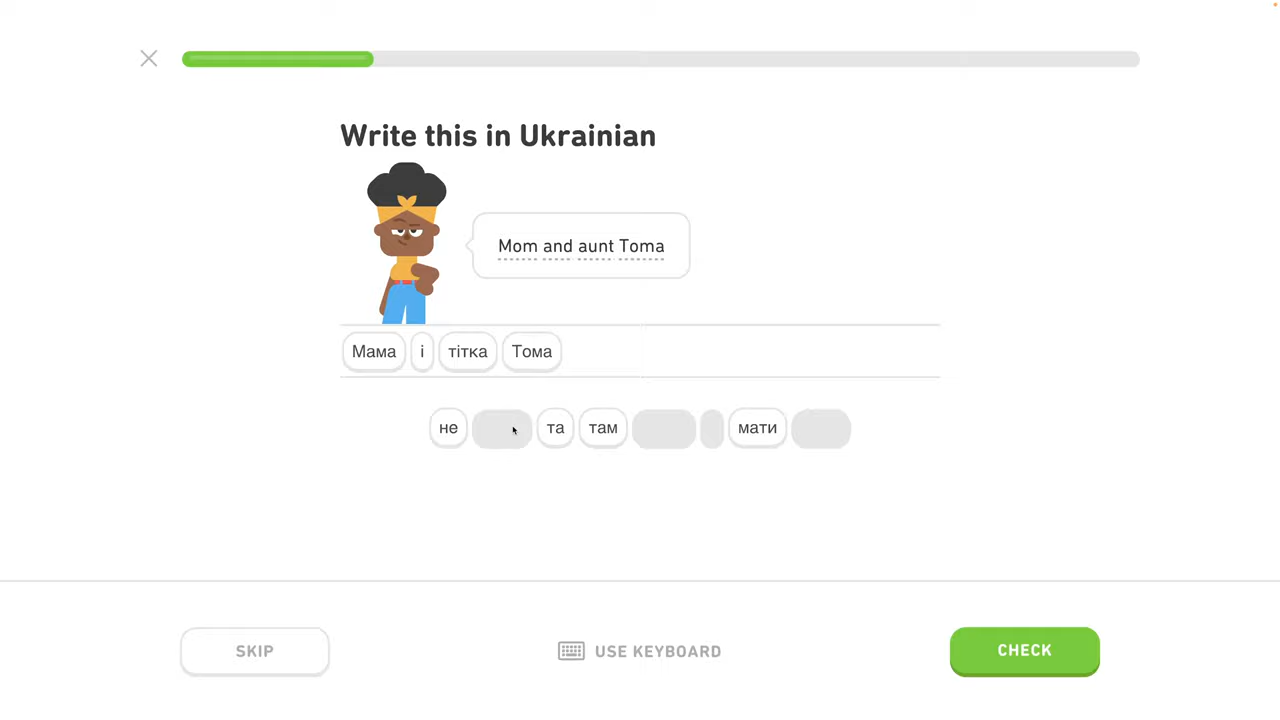 Write this in Ukrainian
Mom and aunt Toma
Мама і тітка Тома
не та там мати
SKIP USE KEYBOARD CHECK